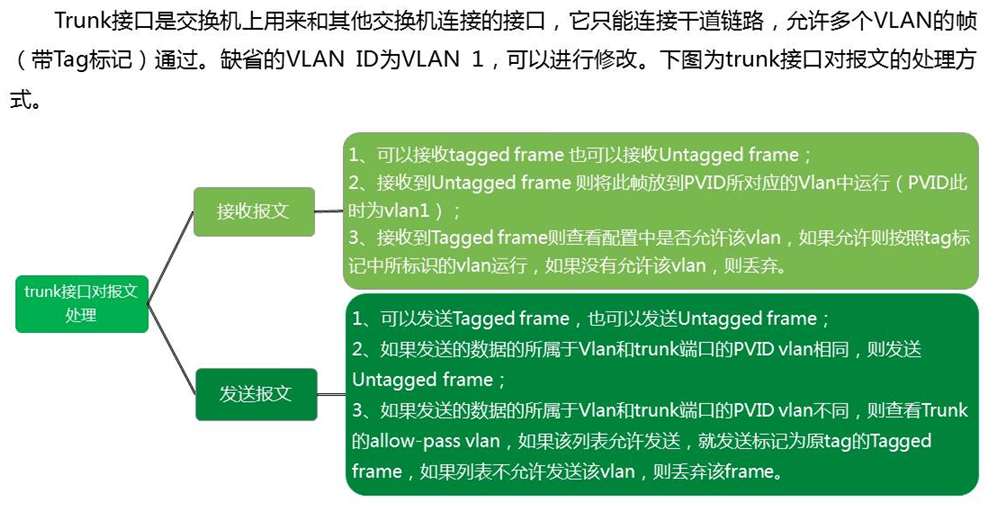 Trunk接口是交换机上用来和其他交换机连接的接口，它只能连接干道链路，允许多个VLAN的帧
（带Tag标记）通过。缺省的VLAN ID为VLAN 1，可以进行修改。下图为trunk接口对报文的处理方
式。
trunk接口对报文
处理
接收报文
1、可以接收tagged frame 也可以接收Untagged frame；
2、接收到Untagged frame 则将此帧放到PVID所对应的Vlan中运行（PVID此
时为vlan1）；
3、接收到Tagged frame则查看配置中是否允许该vlan，如果允许则按照tag标
记中所标识的vlan运行，如果没有允许该vlan，则丢弃。
发送报文
1、可以发送Tagged frame，也可以发送Untagged frame；
2、如果发送的数据的所属于Vlan和trunk端口的PVID vlan相同，则发送
Untagged frame；
3、如果发送的数据的所属于Vlan和trunk端口的PVID vlan不同，则查看Trunk
的allow-pass vlan，如果该列表允许发送，就发送标记为原tag的Tagged
frame，如果列表不允许发送该vlan，则丢弃该frame。